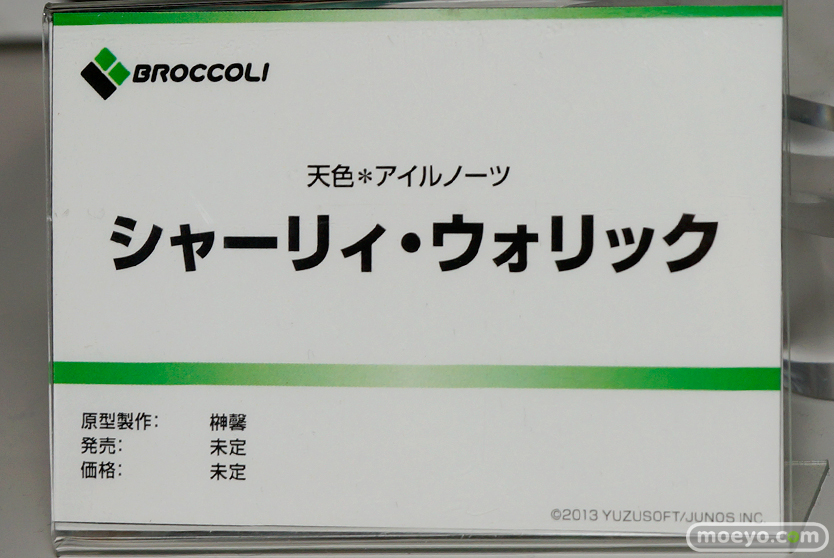 BROCCOLI
天色＊アイルノーツ
シャーリィ・ウォリック
原型製作: 榊馨
発売: 未定
価格: 未定
©2013 YUZUSOFT/JUNOS INC.
moeyo.com